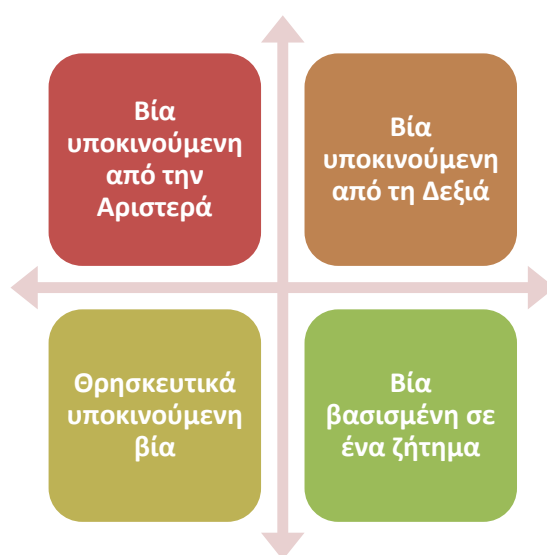 Βία
υποκινούμενη
από την
Αριστερά
Βία
υποκινούμενη
από τη Δεξιά
Θρησκευτικά
υποκινούμενη
βία
Βία
βασισμένη σε
ένα ζήτημα